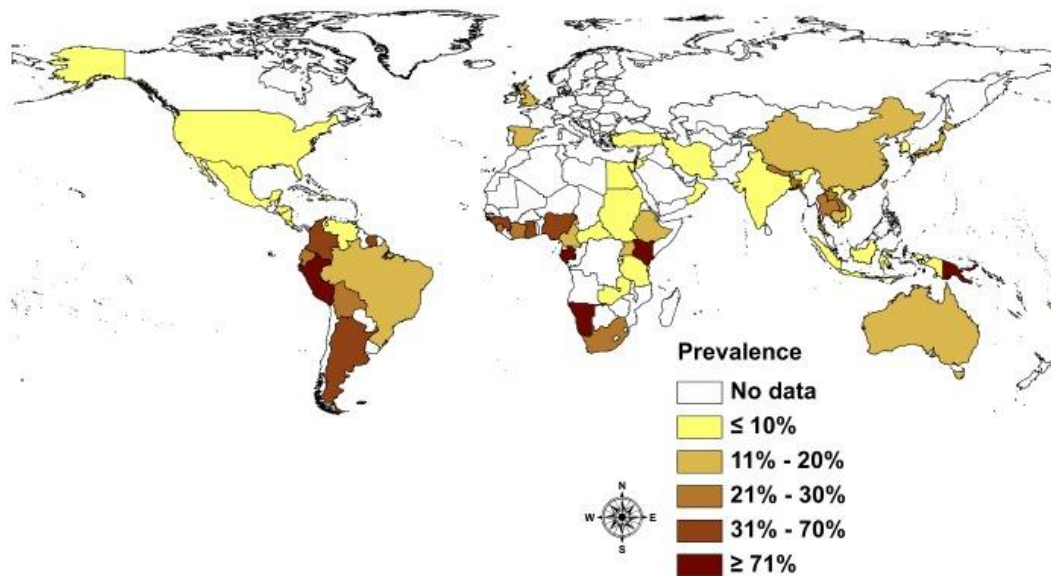 Prevalence
No data
≤ 10%
11% - 20%
21% - 30%
31% - 70%
≥ 71%
N
W E
S